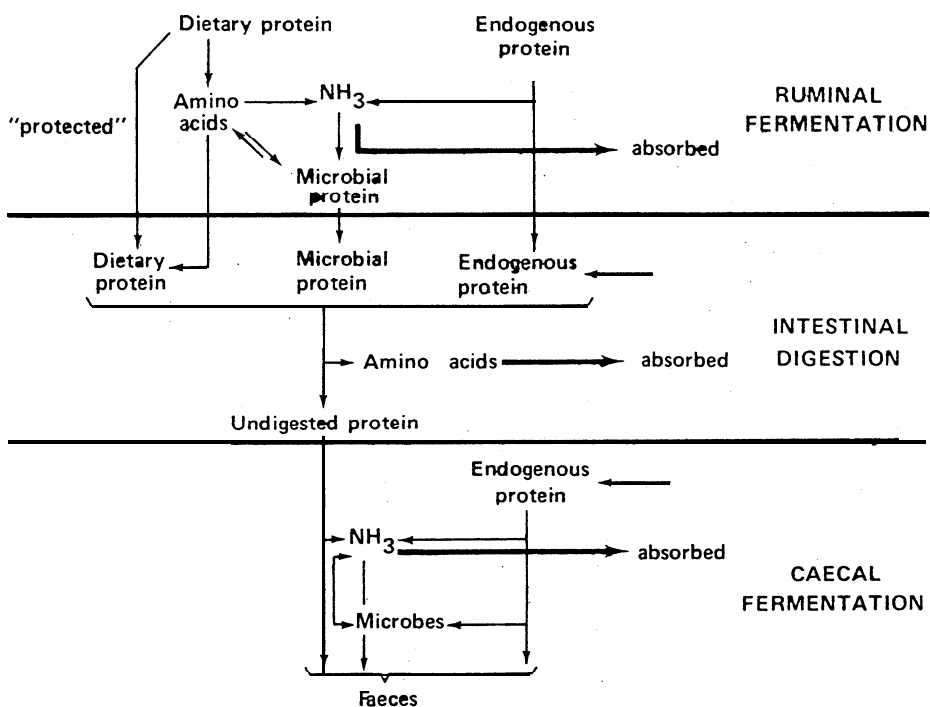 Dietary protein
Endogenous
protein
"protected"
Amino
acids
NH3
RUMINAL
FERMENTATION
absorbed
Microbial
protein
Dietary
protein
Microbial
protein
Endogenous
protein
INTESTINAL
DIGESTION
Amino acids
absorbed
Undigested protein
Endogenous
protein
NH3
absorbed
CAECAL
FERMENTATION
Microbes
Faeces